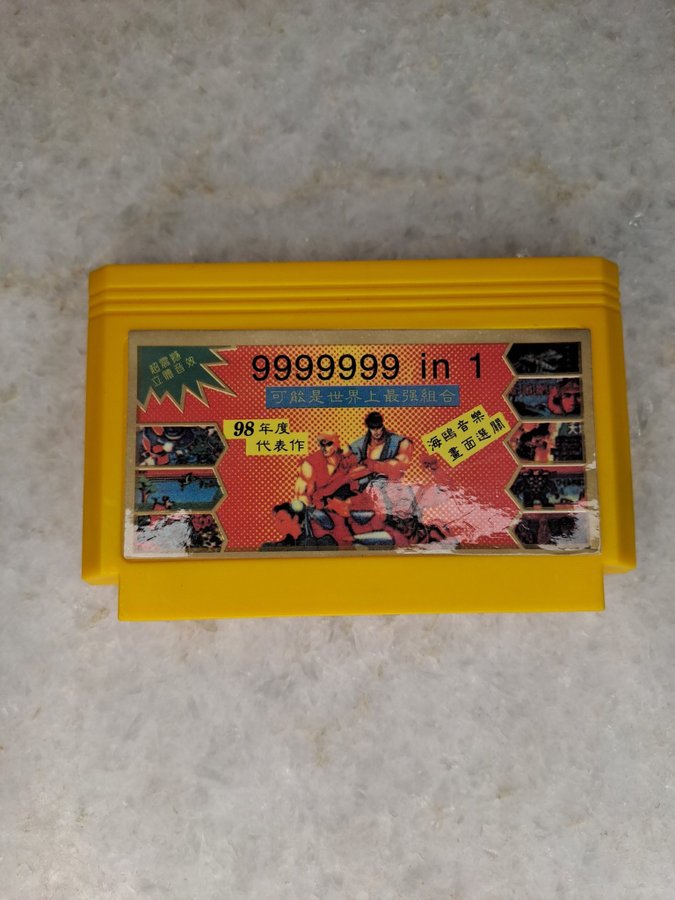 超震撼
立體音效
9999999 in 1
可能是世界上最强組合
98年度
代表作
海鷗音樂
畫面選關